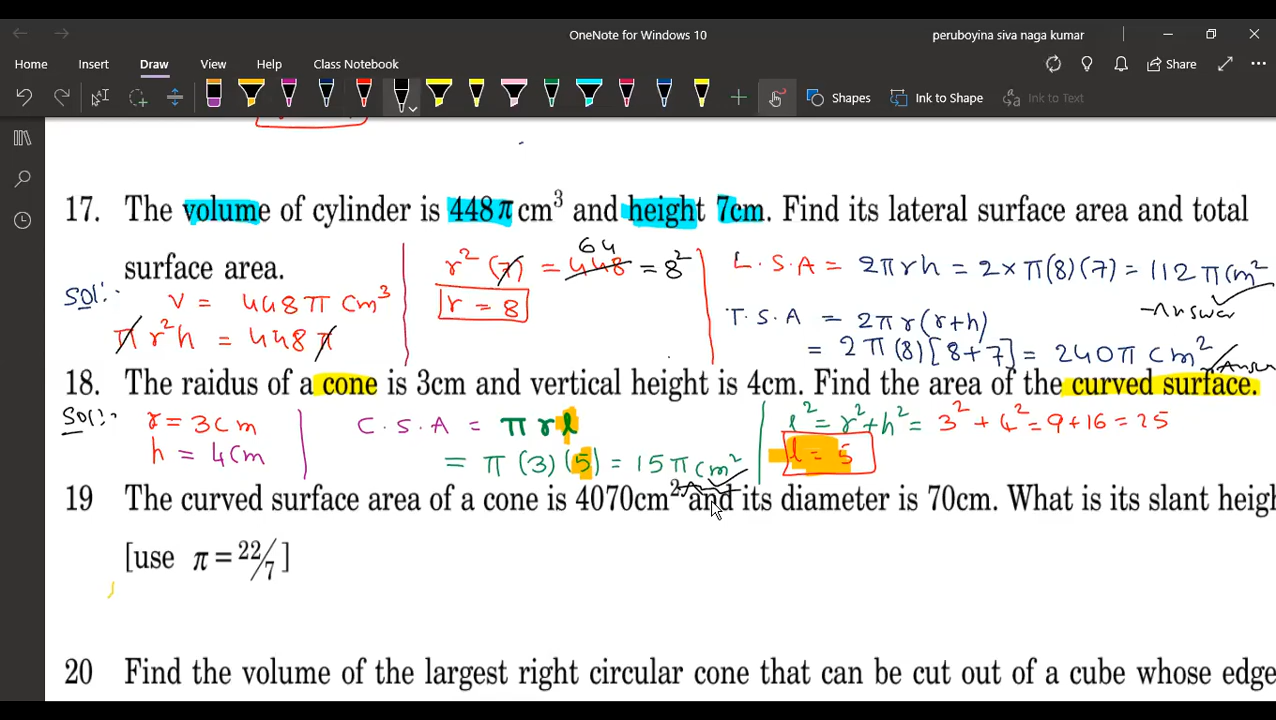 OneNote for Windows 10
peruboyina siva naga kumar
Home Insert Draw View Help Class Notebook
Share
Shapes Ink to Shape Ink to Text
17. The volume of cylinder is 448π cm³ and height 7cm. Find its lateral surface area and total
surface area.
Sol:
V = 448π Cm³
π r²h = 448 π
r² (7) = 448 = 8²
64
r = 8
L.S.A = 2πrh = 2×π(8)(7) = 112π Cm²
Answer
T.S.A = 2πr(r+h)
= 2π(8)[8+7] = 240π Cm²
18. The raidus of a cone is 3cm and vertical height is 4cm. Find the area of the curved surface.
Sol:
r = 3Cm
h = 4Cm
C.S.A = πrl
= π(3)(5) = 15π Cm²
l² = r²+h² = 3² + 4² = 9+16 = 25
l = 5
19 The curved surface area of a cone is 4070cm² and its diameter is 70cm. What is its slant heigh
[use π = 22/7]
20 Find the volume of the largest right circular cone that can be cut out of a cube whose edge